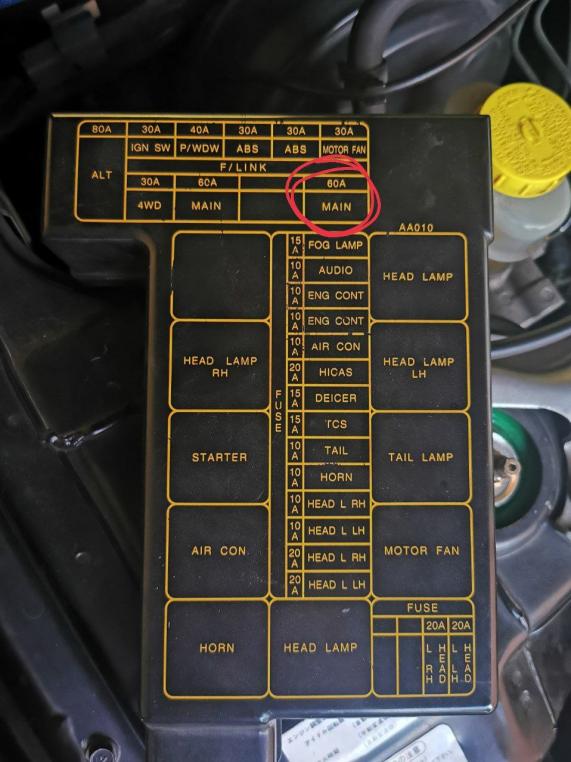 80A 30A 40A 30A 30A 30A
ALT IGN SW P/WDW ABS ABS MOTOR FAN
F/LINK
30A 60A 60A
4WD MAIN MAIN
AA010
15A FOG LAMP
10A AUDIO
HEAD LAMP
10A ENG CONT
10A ENG CONT
10A AIR CON
HEAD LAMP RH
HEAD LAMP LH
20A HICAS
FUSE
15A DEICER
15A TCS
10A TAIL
STARTER
TAIL LAMP
10A HORN
10A HEAD L RH
10A HEAD L LH
AIR CON
MOTOR FAN
20A HEAD L RH
20A HEAD L LH
FUSE
20A 20A
HORN
HEAD LAMP
HEAD L RH
HEAD L LH